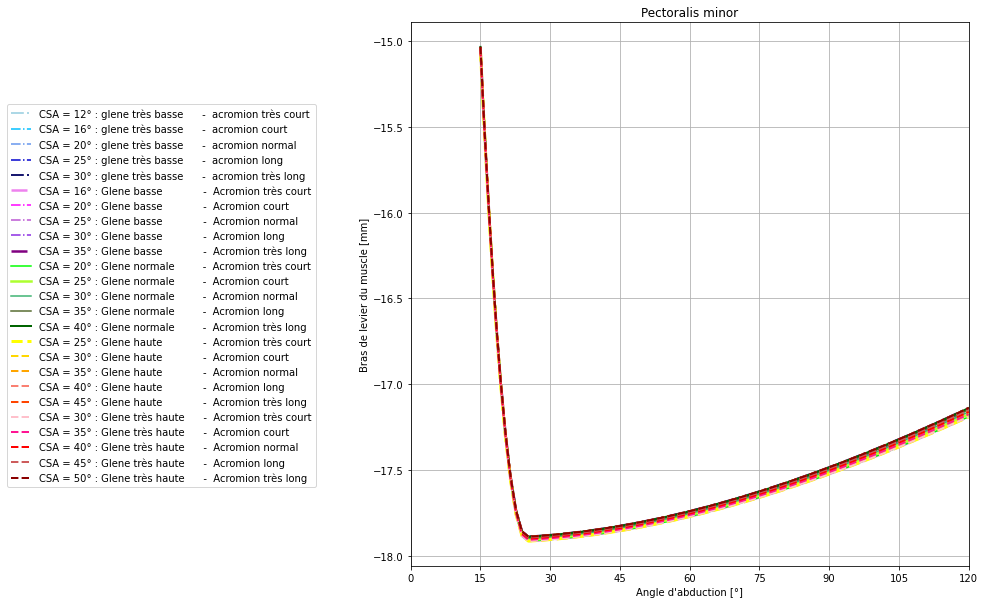 Pectoralis minor
CSA = 12° : glene très basse - acromion très court
CSA = 16° : glene très basse - acromion court
CSA = 20° : glene très basse - acromion normal
CSA = 25° : glene très basse - acromion long
CSA = 30° : glene très basse - acromion très long
CSA = 16° : Glene basse - Acromion très court
CSA = 20° : Glene basse - Acromion court
CSA = 25° : Glene basse - Acromion normal
CSA = 30° : Glene basse - Acromion long
CSA = 35° : Glene basse - Acromion très long
CSA = 20° : Glene normale - Acromion très court
CSA = 25° : Glene normale - Acromion court
CSA = 30° : Glene normale - Acromion normal
CSA = 35° : Glene normale - Acromion long
CSA = 40° : Glene normale - Acromion très long
CSA = 25° : Glene haute - Acromion très court
CSA = 30° : Glene haute - Acromion court
CSA = 35° : Glene haute - Acromion normal
CSA = 40° : Glene haute - Acromion long
CSA = 45° : Glene haute - Acromion très long
CSA = 30° : Glene très haute - Acromion très court
CSA = 35° : Glene très haute - Acromion court
CSA = 40° : Glene très haute - Acromion normal
CSA = 45° : Glene très haute - Acromion long
CSA = 50° : Glene très haute - Acromion très long
Bras de levier du muscle [mm]
−15.0
−15.5
−16.0
−16.5
−17.0
−17.5
−18.0
0 15 30 45 60 75 90 105 120
Angle d'abduction [°]